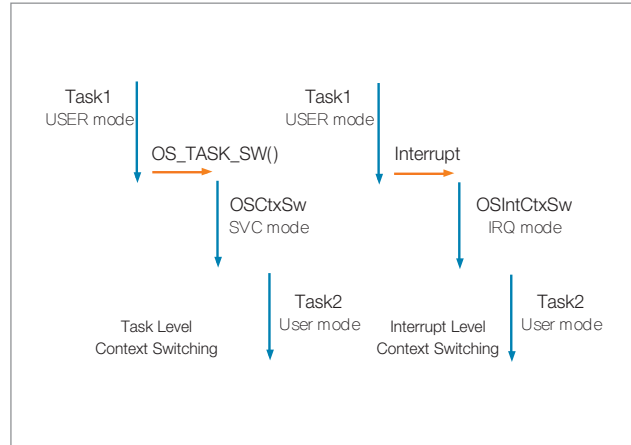 Task1
USER mode
OS_TASK_SW()
OSCtxSw
SVC mode
Task2
User mode
Task Level
Context Switching
Task1
USER mode
Interrupt
OSIntCtxSw
IRQ mode
Task2
User mode
Interrupt Level
Context Switching